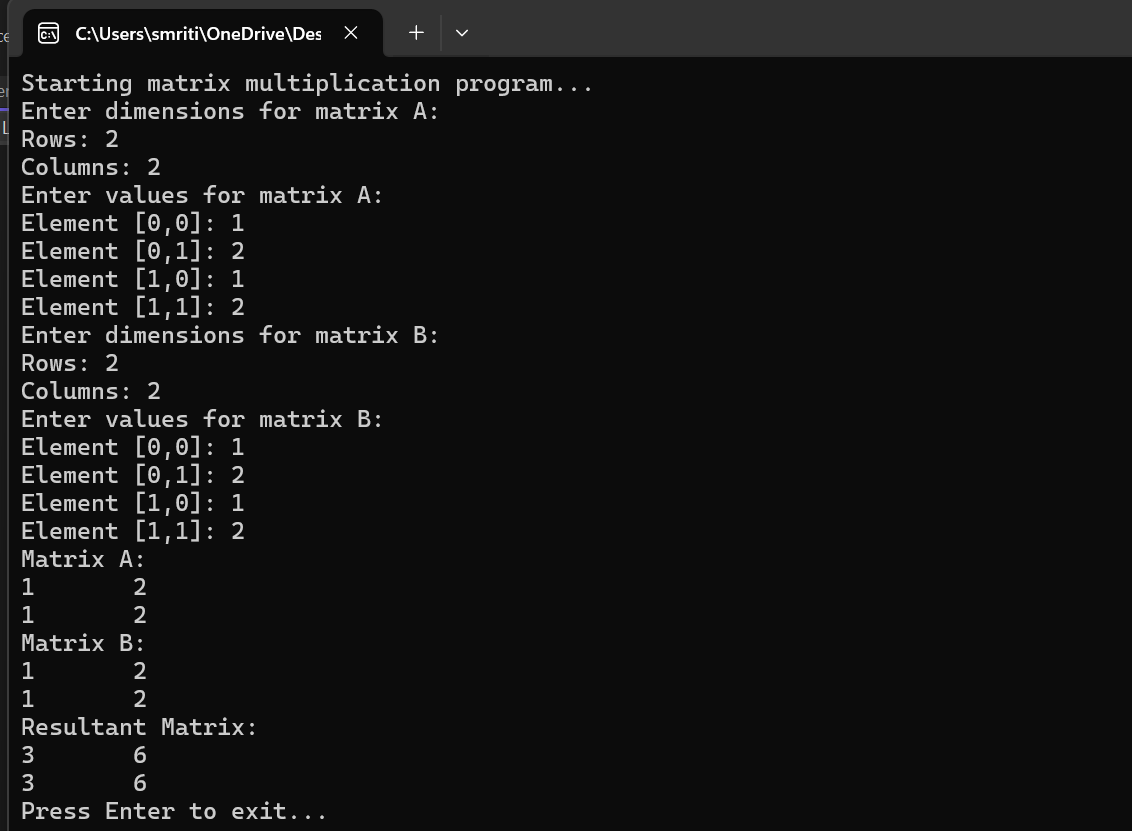 C:\Users\smriti\OneDrive\Des
Starting matrix multiplication program...
Enter dimensions for matrix A:
Rows: 2
Columns: 2
Enter values for matrix A:
Element [0,0]: 1
Element [0,1]: 2
Element [1,0]: 1
Element [1,1]: 2
Enter dimensions for matrix B:
Rows: 2
Columns: 2
Enter values for matrix B:
Element [0,0]: 1
Element [0,1]: 2
Element [1,0]: 1
Element [1,1]: 2
Matrix A:
1 2
1 2
Matrix B:
1 2
1 2
Resultant Matrix:
3 6
3 6
Press Enter to exit...